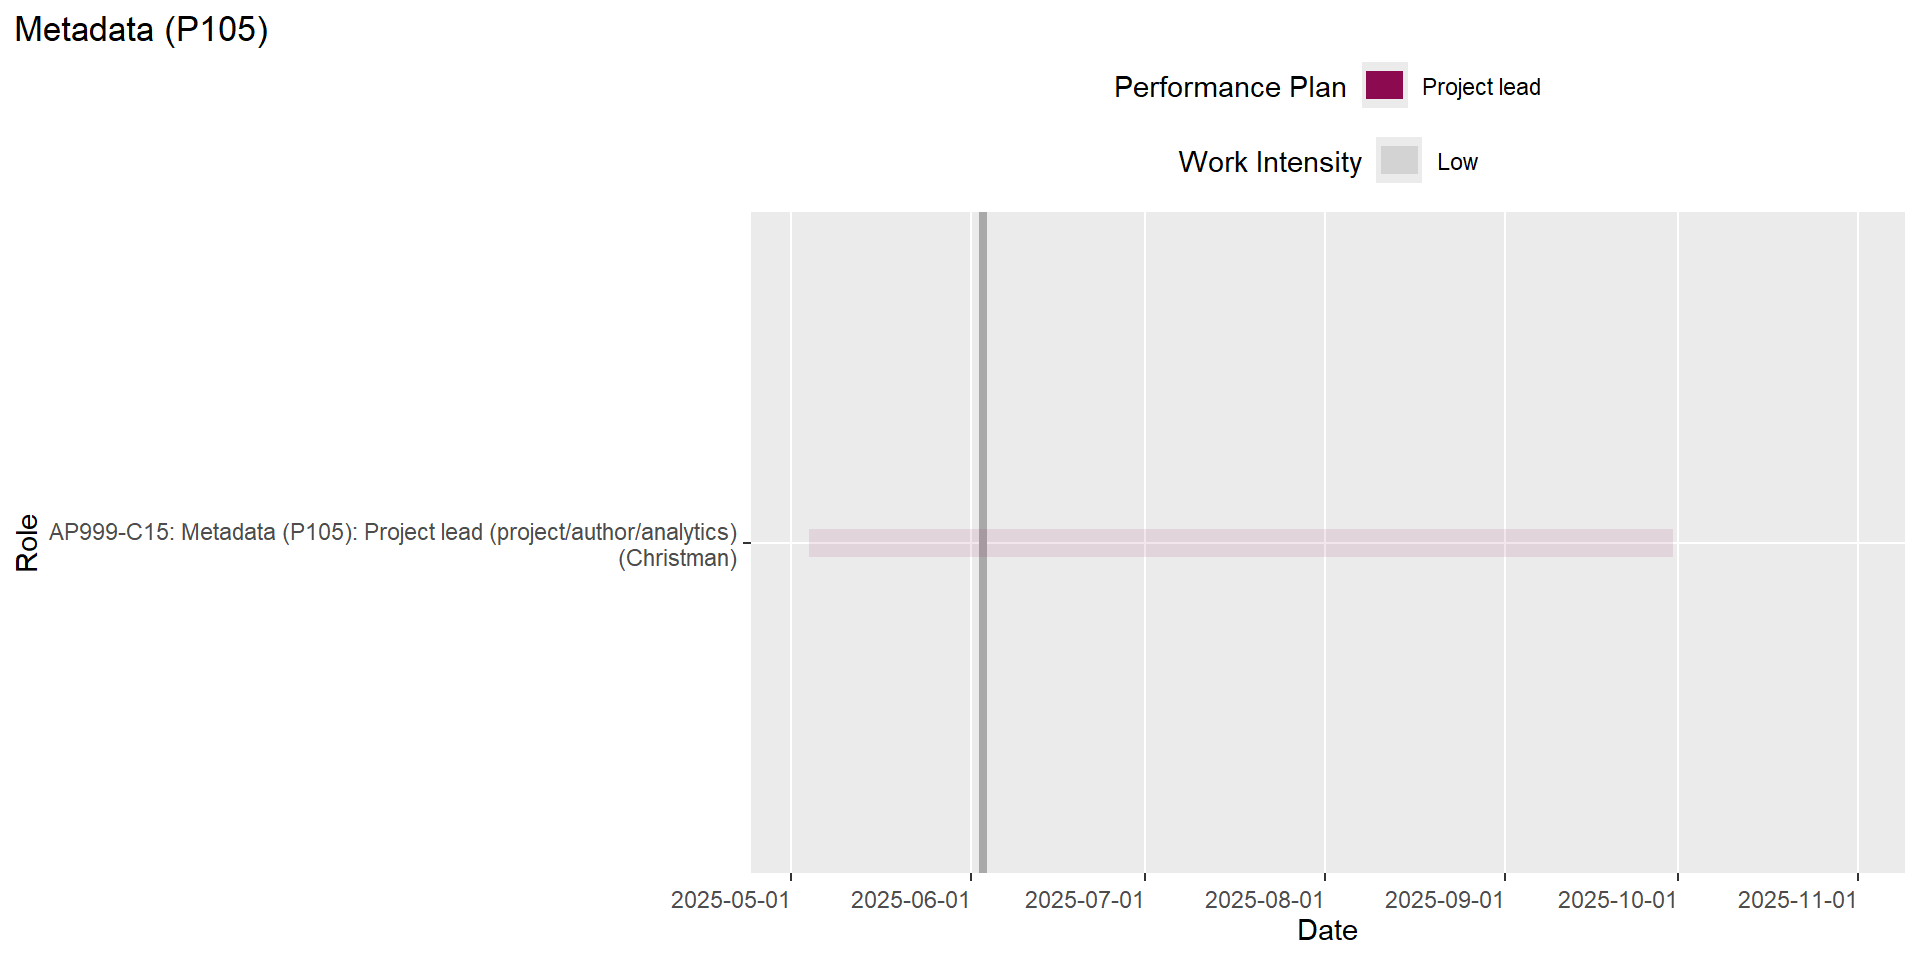 Metadata (P105)
Performance Plan
Project lead
Work Intensity
Low
Role
AP999-C15: Metadata (P105): Project lead (project/author/analytics)
(Christman)
2025-05-01
2025-06-01
2025-07-01
2025-08-01
2025-09-01
2025-10-01
2025-11-01
Date